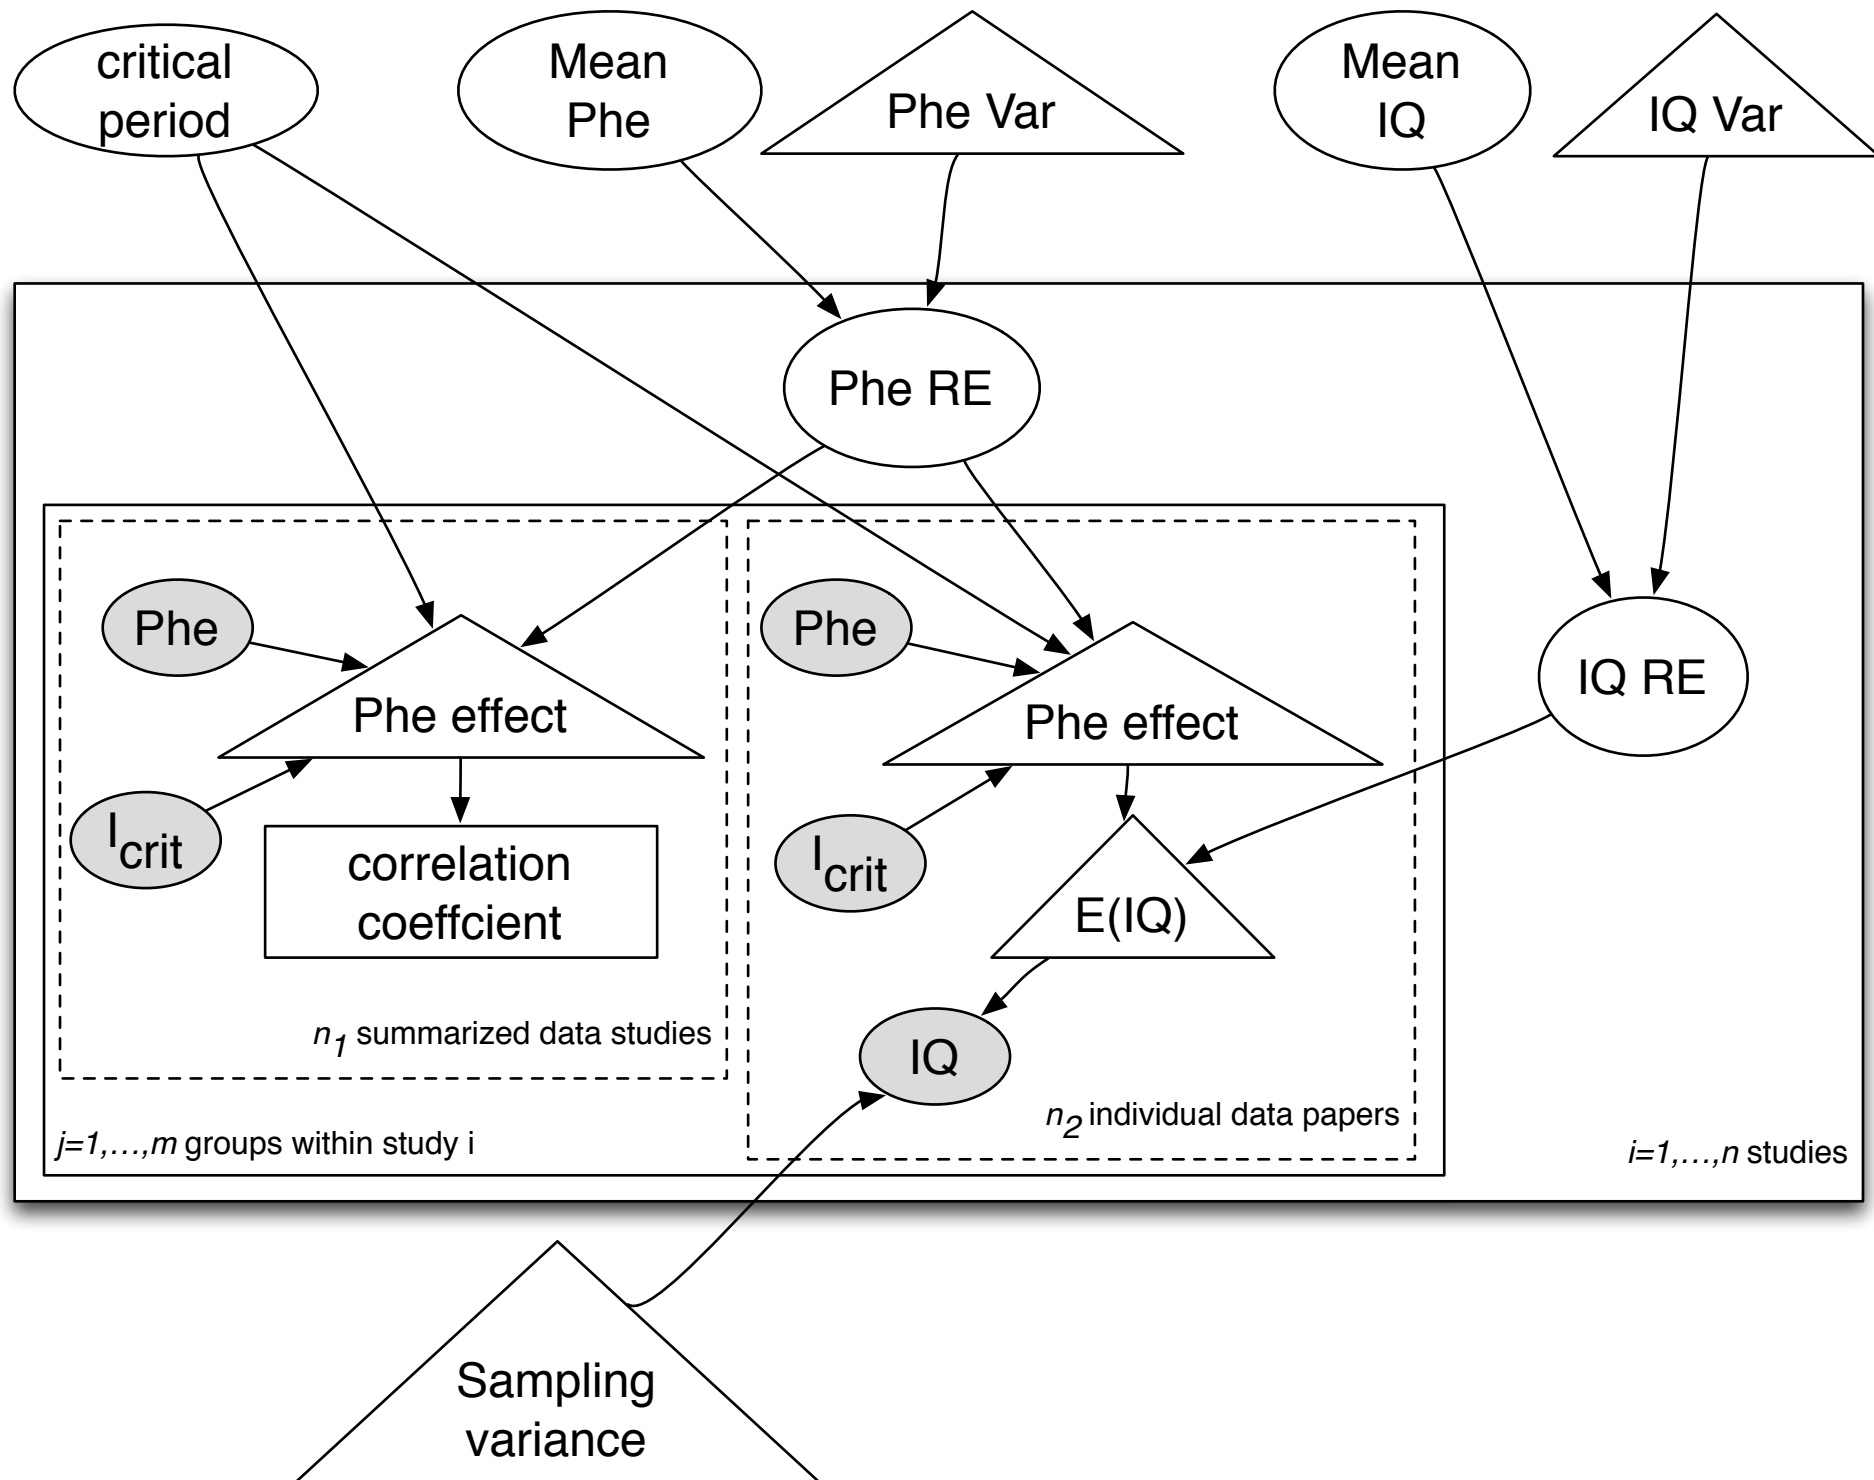 critical
period
Mean
Phe
Phe Var
Mean
IQ
IQ Var
Phe RE
Phe
Phe effect
I crit
correlation
coeffcient
n1 summarized data studies
Phe
Phe effect
I crit
E(IQ)
IQ
n2 individual data papers
IQ RE
j=1,...,m groups within study i
i=1,...,n studies
Sampling
variance